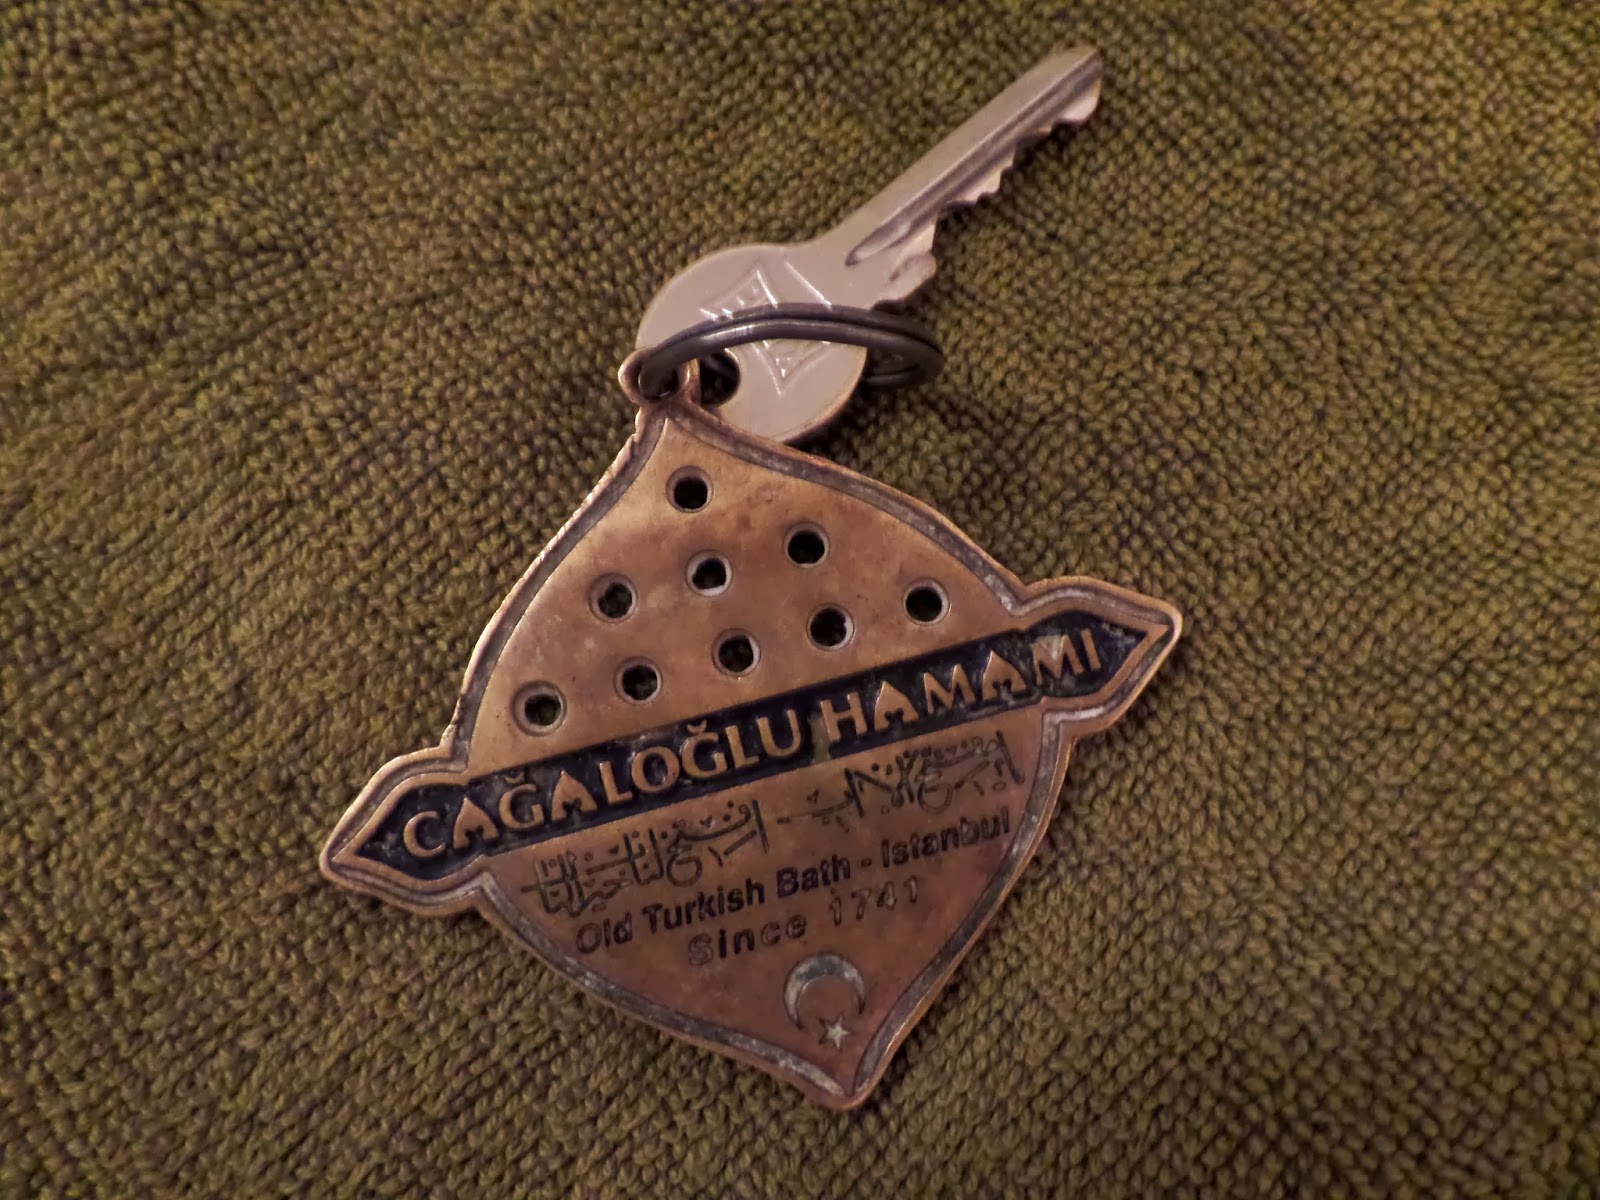 CAĞALOĞLU HAMAMI
Old Turkish Bath - Istanbul
Since 1741